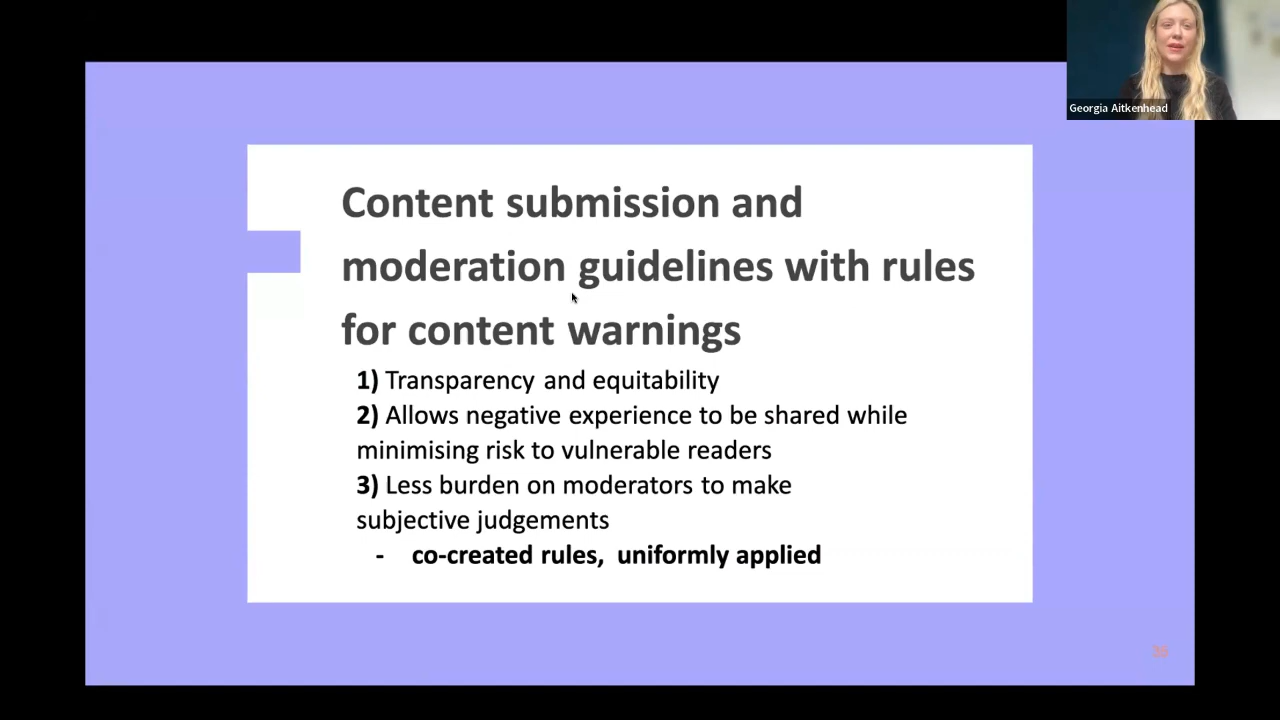 Georgia Aitkenhead
Content submission and
moderation guidelines with rules
for content warnings
1) Transparency and equitability
2) Allows negative experience to be shared while
minimising risk to vulnerable readers
3) Less burden on moderators to make
subjective judgements
- co-created rules, uniformly applied